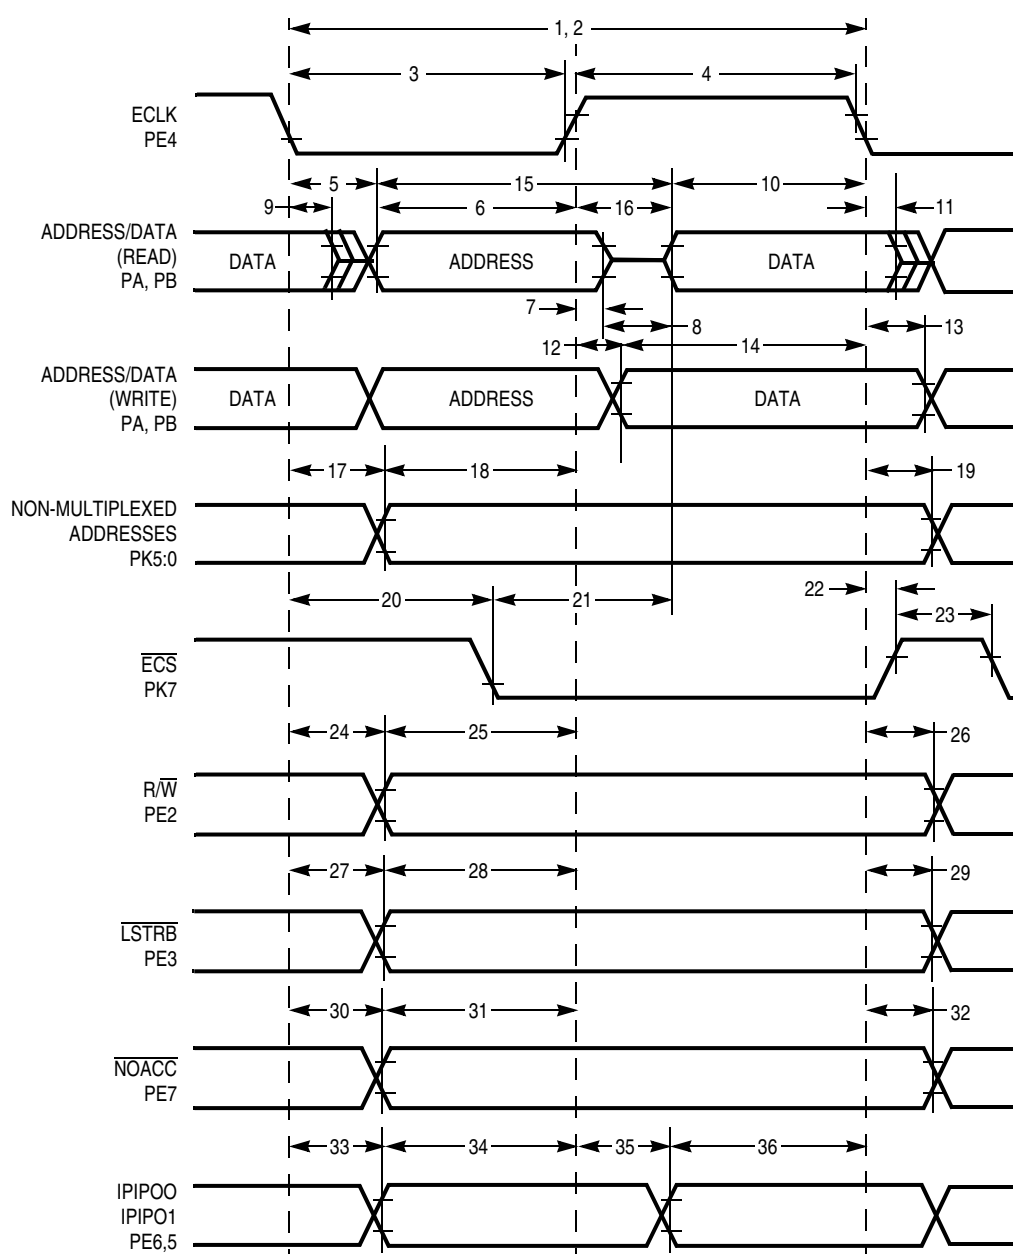 1, 2
3 4
ECLK
PE4
5 15 10
9 6 16 11
ADDRESS/DATA
(READ)
PA, PB
DATA ADDRESS DATA
7
8
12 14 13
ADDRESS/DATA
(WRITE)
PA, PB
DATA ADDRESS DATA
17 18 19
NON-MULTIPLEXED
ADDRESSES
PK5:0
20 21 22
23
ECS
PK7
24 25 26
R/W
PE2
27 28 29
LSTRB
PE3
30 31 32
NOACC
PE7
33 34 35 36
IPIPO0
IPIPO1
PE6,5